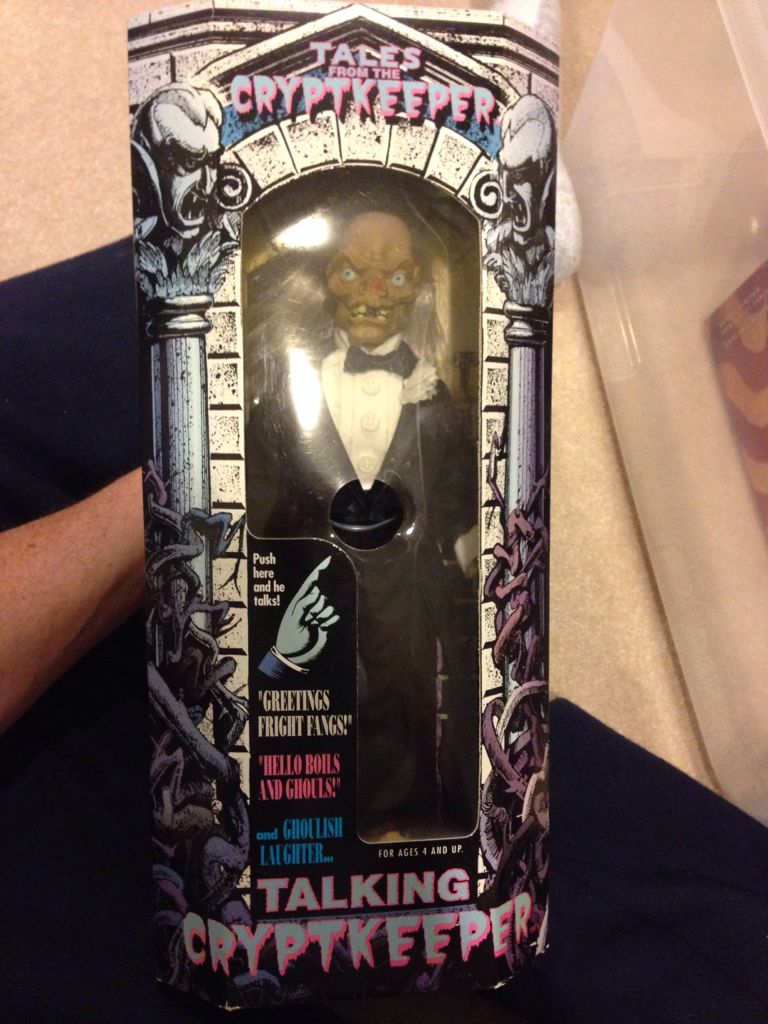 TALES
FROM THE
CRYPTKEEPER
Push
here
and he
talks!
"GREETINGS
FRIGHT FANGS!"
"HELLO BOILS
AND GHOULS!"
and GHOULISH
LAUGHTER...
FOR AGES 4 AND UP.
TALKING
CRYPTKEEPER